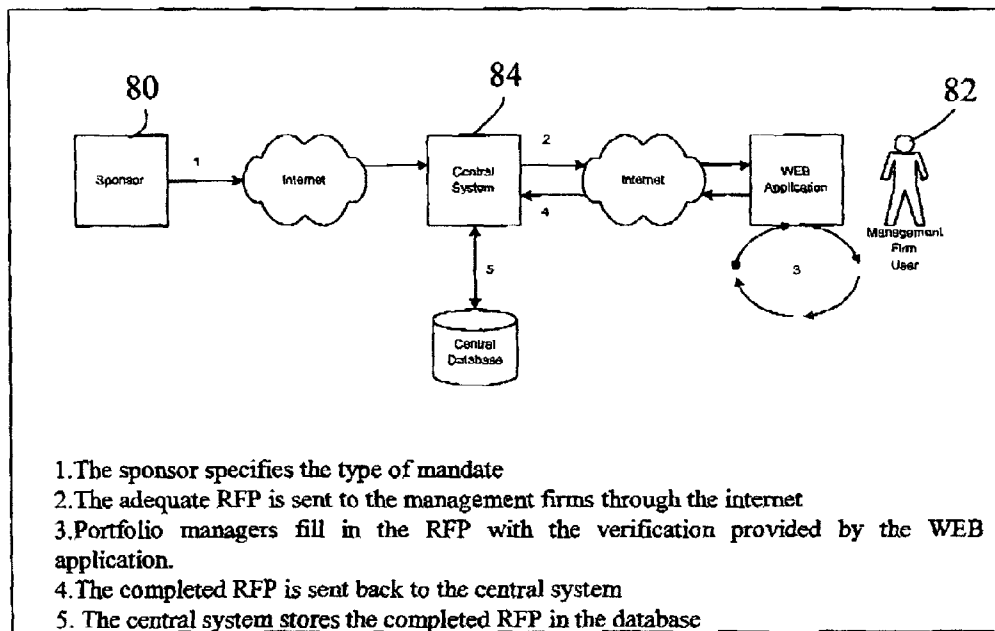 80
84
82
1
2
4
Sponsor
Internet
Central
System
Internet
WEB
Application
Management
Firm
User
3
5
Central
Database
1.The sponsor specifies the type of mandate
2.The adequate RFP is sent to the management firms through the internet
3.Portfolio managers fill in the RFP with the verification provided by the WEB
application.
4.The completed RFP is sent back to the central system
5. The central system stores the completed RFP in the database